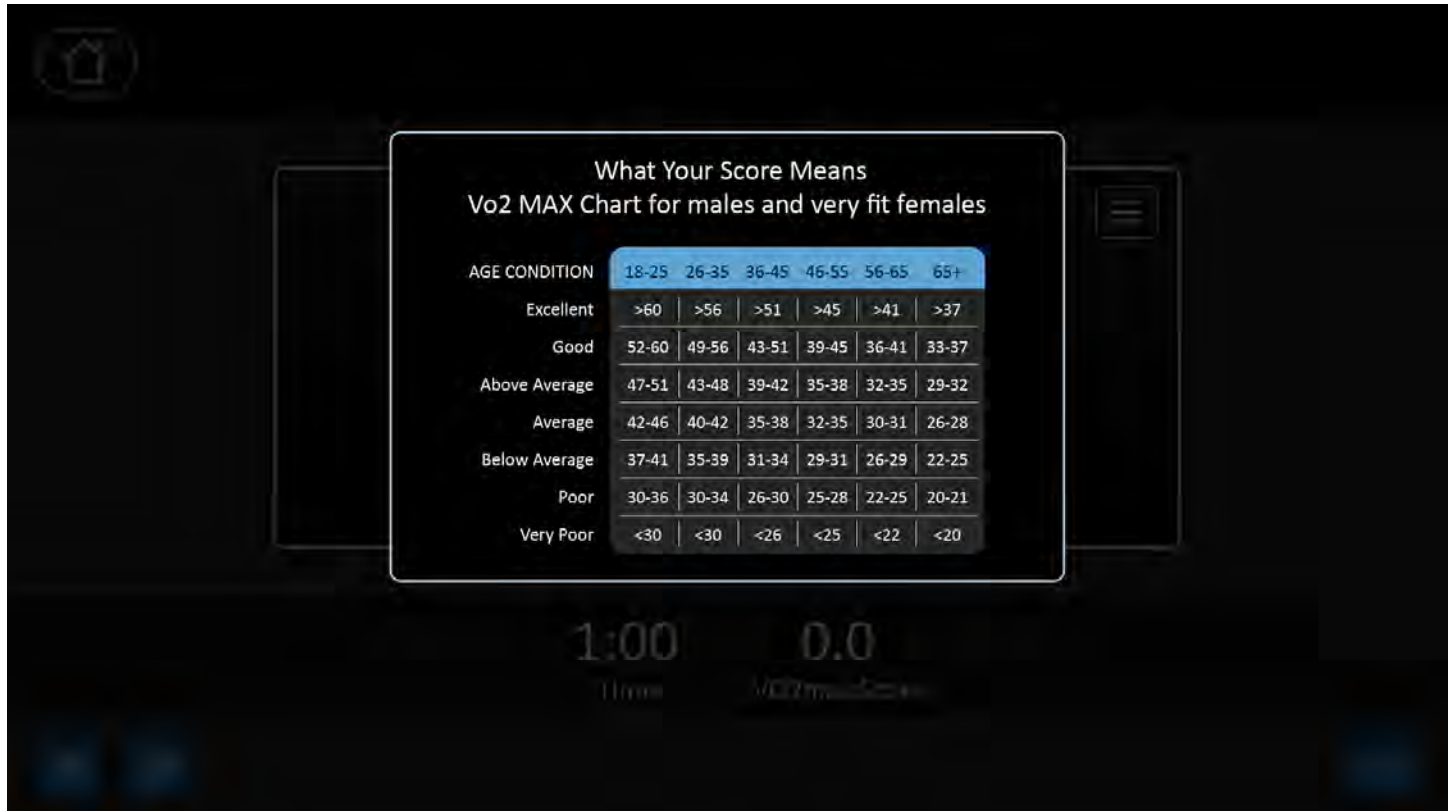 What Your Score Means
Vo2 MAX Chart for males and very fit females
AGE CONDITION 18-25 26-35 36-45 46-55 56-65 65+
Excellent >60 >56 >51 >45 >41 >37
Good 52-60 49-56 43-51 39-45 36-41 33-37
Above Average 47-51 43-48 39-42 35-38 32-35 29-32
Average 42-46 40-42 35-38 32-35 30-31 26-28
Below Average 37-41 35-39 31-34 29-31 26-29 22-25
Poor 30-36 30-34 26-30 25-28 22-25 20-21
Very Poor <30 <30 <26 <25 <22 <20
1:00 0.0